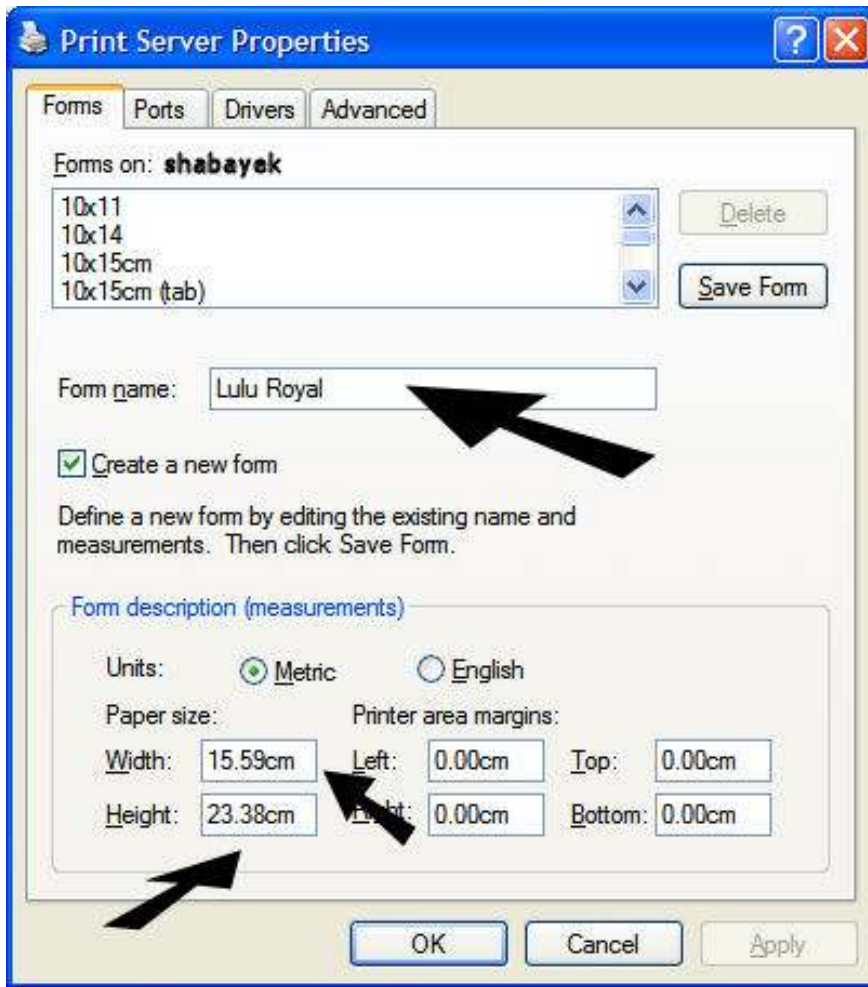 Print Server Properties
Forms Ports Drivers Advanced
Forms on: shabayek
10x11
10x14
10x15cm
10x15cm (tab)
Delete
Save Form
Form name: Lulu Royal
Create a new form
Define a new form by editing the existing name and
measurements. Then click Save Form.
Form description (measurements)
Units: Metric English
Paper size: Printer area margins:
Width: 15.59cm Left: 0.00cm Top: 0.00cm
Height: 23.38cm Right: 0.00cm Bottom: 0.00cm
OK Cancel Apply